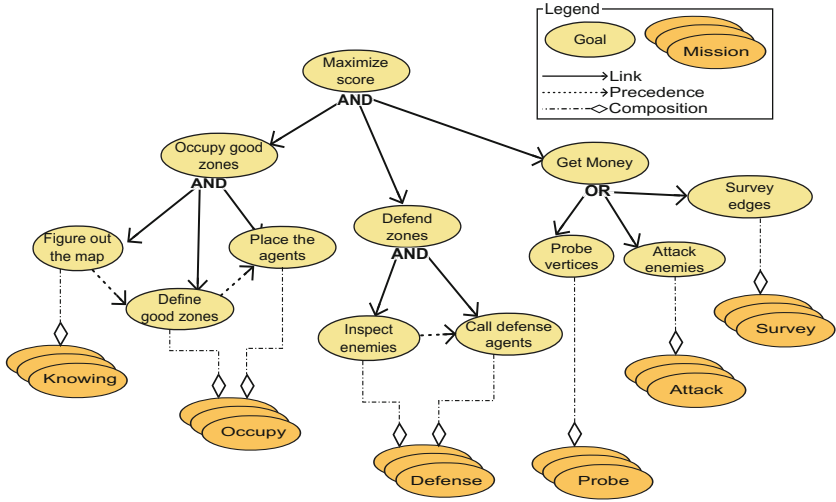 Legend
Goal
Mission
Link
Precedence
Composition
Maximize
score
AND
Occupy good
zones
AND
Get Money
OR
Survey
edges
Figure out
the map
Place the
agents
Defend
zones
AND
Probe
vertices
Attack
enemies
Define
good zones
Inspect
enemies
Call defense
agents
Survey
Knowing
Attack
Occupy
Defense
Probe